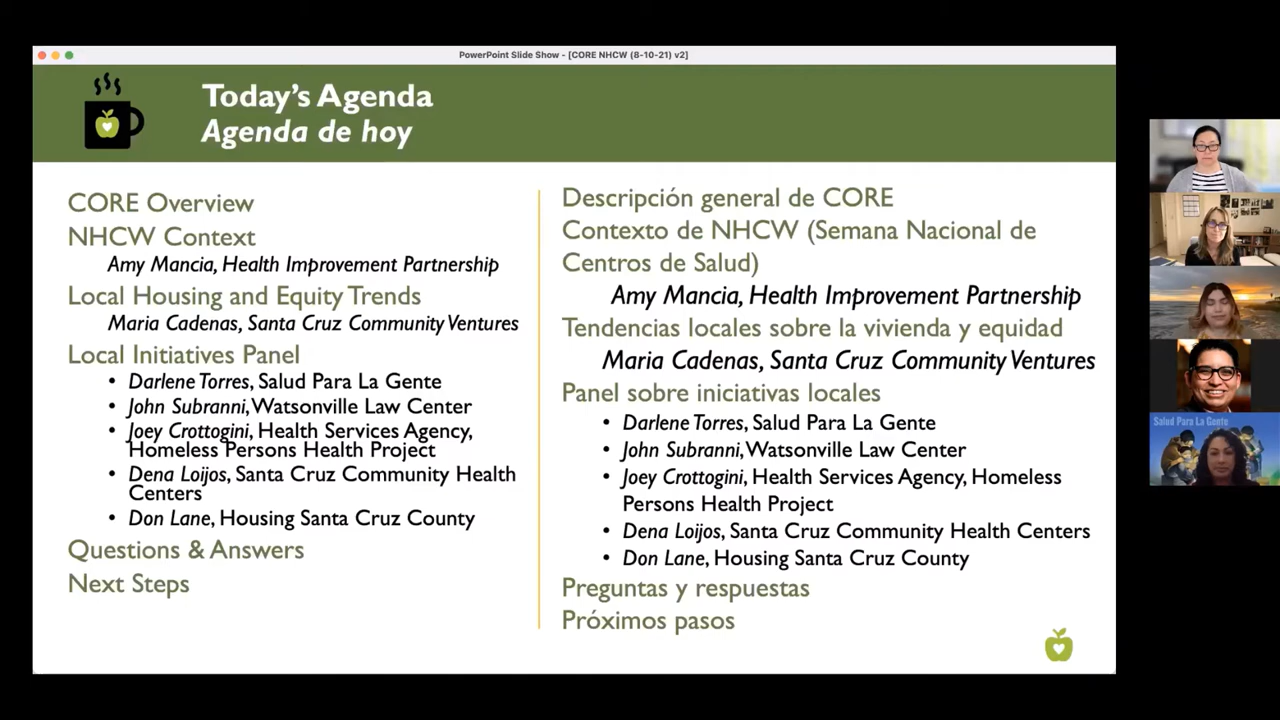 PowerPoint Slide Show - [CORE NHCW (8-10-21) v2]
Today's Agenda
Agenda de hoy
CORE Overview
NHCW Context
Amy Mancia, Health Improvement Partnership
Local Housing and Equity Trends
Maria Cadenas, Santa Cruz Community Ventures
Local Initiatives Panel
• Darlene Torres, Salud Para La Gente
• John Subranni, Watsonville Law Center
• Joey Crottogini, Health Services Agency,
Homeless Persons Health Project
• Dena Loijos, Santa Cruz Community Health
Centers
• Don Lane, Housing Santa Cruz County
Questions & Answers
Next Steps
Descripción general de CORE
Contexto de NHCW (Semana Nacional de
Centros de Salud)
Amy Mancia, Health Improvement Partnership
Tendencias locales sobre la vivienda y equidad
Maria Cadenas, Santa Cruz Community Ventures
Panel sobre iniciativas locales
• Darlene Torres, Salud Para La Gente
• John Subranni, Watsonville Law Center
• Joey Crottogini, Health Services Agency, Homeless
Persons Health Project
• Dena Loijos, Santa Cruz Community Health Centers
• Don Lane, Housing Santa Cruz County
Preguntas y respuestas
Próximos pasos
Salud Para La Gente